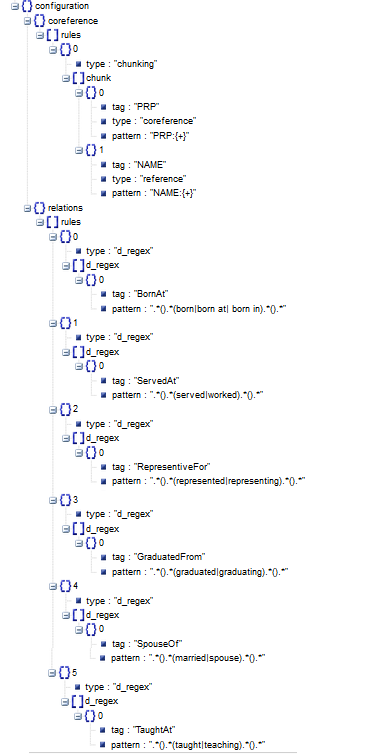 {} configuration
{} coreference
[ ] rules
{} 0
type : "chunking"
[ ] chunk
{} 0
tag : "PRP"
type : "coreference"
pattern : "PRP:{+}"
{} 1
tag : "NAME"
type : "reference"
pattern : "NAME:{+}"
{} relations
[ ] rules
{} 0
type : "d_regex"
[ ] d_regex
{} 0
tag : "BornAt"
pattern : ".*().*(born|born at| born in).*().*"
{} 1
type : "d_regex"
[ ] d_regex
{} 0
tag : "ServedAt"
pattern : ".*().*(served|worked).*().*"
{} 2
type : "d_regex"
[ ] d_regex
{} 0
tag : "RepresentiveFor"
pattern : ".*().*(represented|representing).*().*"
{} 3
type : "d_regex"
[ ] d_regex
{} 0
tag : "GraduatedFrom"
pattern : ".*().*(graduated|graduating).*().*"
{} 4
type : "d_regex"
[ ] d_regex
{} 0
tag : "SpouseOf"
pattern : ".*().*(married|spouse).*().*"
{} 5
type : "d_regex"
[ ] d_regex
{} 0
tag : "TaughtAt"
pattern : ".*().*(taught|teaching).*().*"